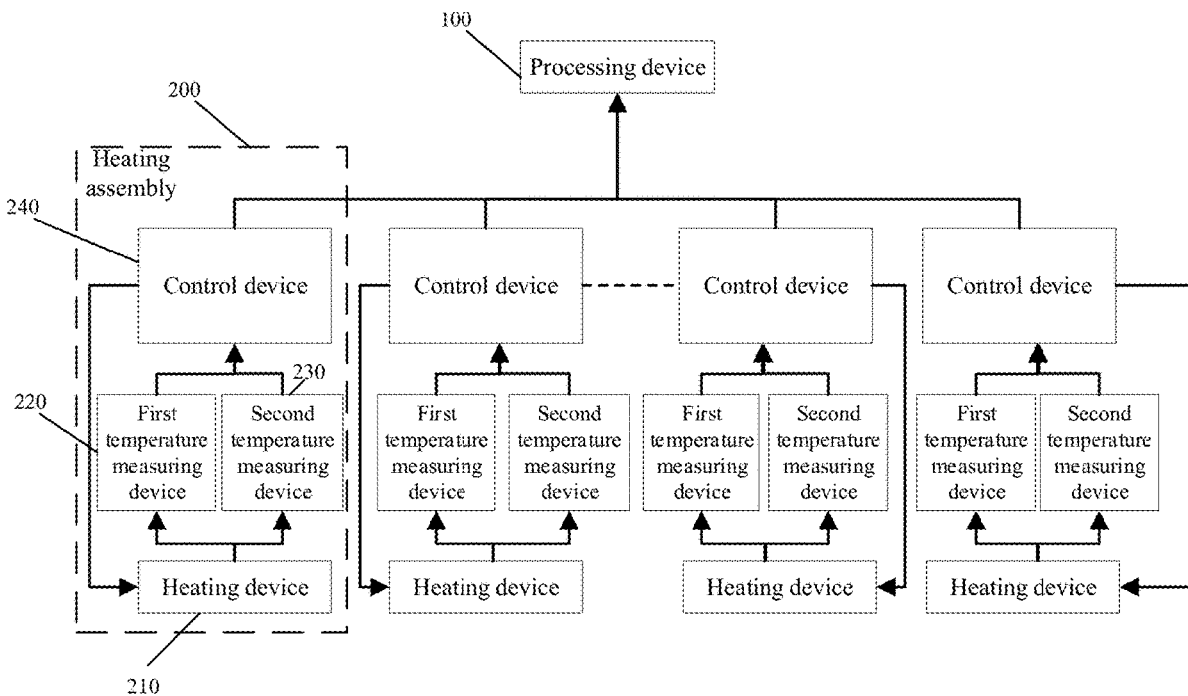 100
Processing device
200
Heating
assembly
240
Control device
Control device
Control device
Control device
230
220
First
temperature
measuring
device
Second
temperature
measuring
device
First
temperature
measuring
device
Second
temperature
measuring
device
First
temperature
measuring
device
Second
temperature
measuring
device
First
temperature
measuring
device
Second
temperature
measuring
device
Heating device
Heating device
Heating device
Heating device
210